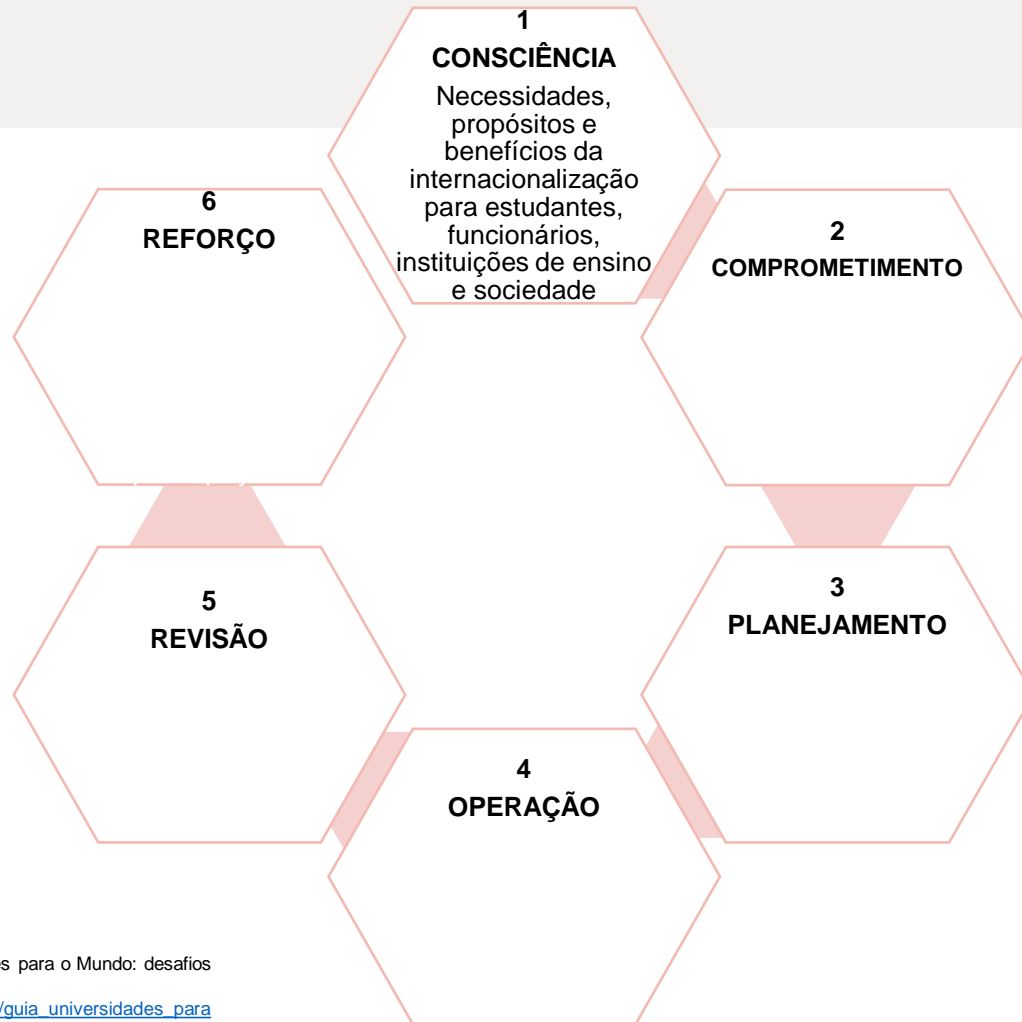 1
CONSCIÊNCIA
Necessidades,
propósitos e
benefícios da
internacionalização
para estudantes,
funcionários,
instituições de ensino
e sociedade
2
COMPROMETIMENTO
3
PLANEJAMENTO
4
OPERAÇÃO
5
REVISÃO
6
REFORÇO
para o Mundo: desafios
/guia_universidades_para